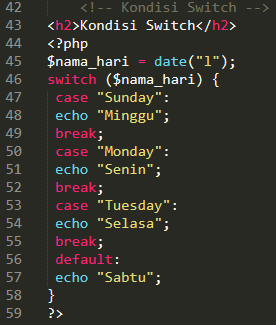 42 <!-- Kondisi Switch -->
43 <h2>Kondisi Switch</h2>
44 <?php
45 $nama_hari = date("l");
46 switch ($nama_hari) {
47 case "Sunday":
48 echo "Minggu";
49 break;
50 case "Monday":
51 echo "Senin";
52 break;
53 case "Tuesday":
54 echo "Selasa";
55 break;
56 default:
57 echo "Sabtu";
58 }
59 ?>